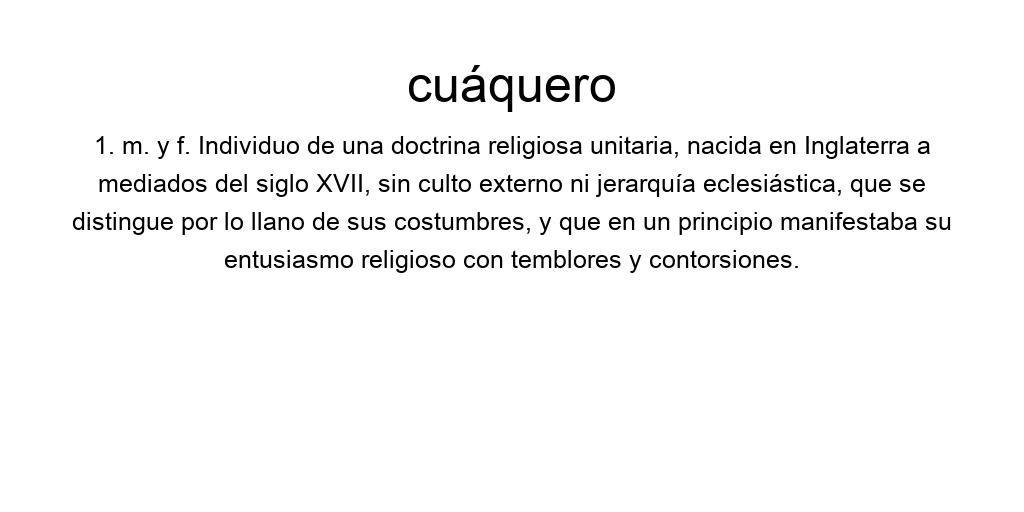 cuáquero
1. m. y f. Individuo de una doctrina religiosa unitaria, nacida en Inglaterra a
mediados del siglo XVII, sin culto externo ni jerarquía eclesiástica, que se
distingue por lo llano de sus costumbres, y que en un principio manifestaba su
entusiasmo religioso con temblores y contorsiones.